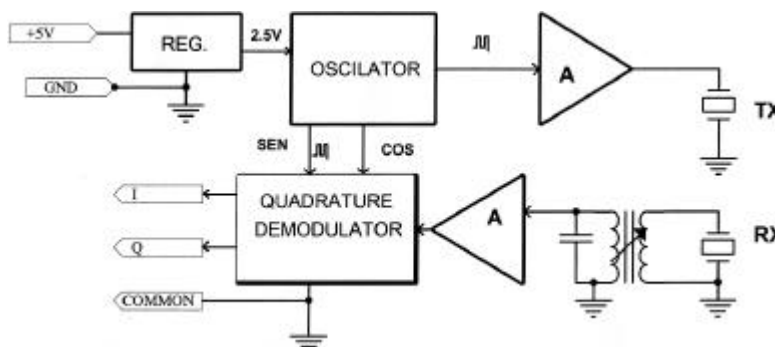 +5V
REG.
2.5V
GND
OSCILATOR
A
TX
SEN
COS
I
QUADRATURE
DEMODULATOR
Q
A
RX
COMMON